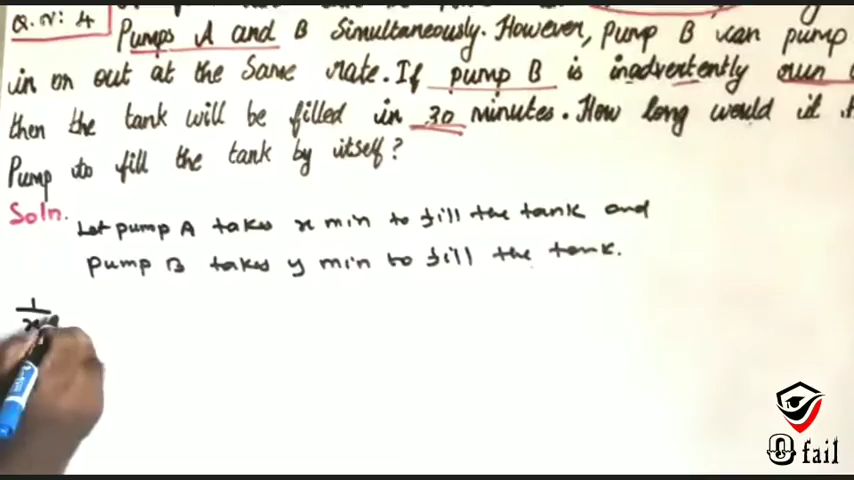 Q.N: 4
Pumps A and B Simultaneously. However, pump B can pump
in on out at the Same rate. If pump B is inadvertently run
then the tank will be filled in 30 minutes. How long would it
Pump to fill the tank by itself?
Soln. Let pump A takes x min to fill the tank and
pump B takes y min to fill the tank.
1/x
0 fail